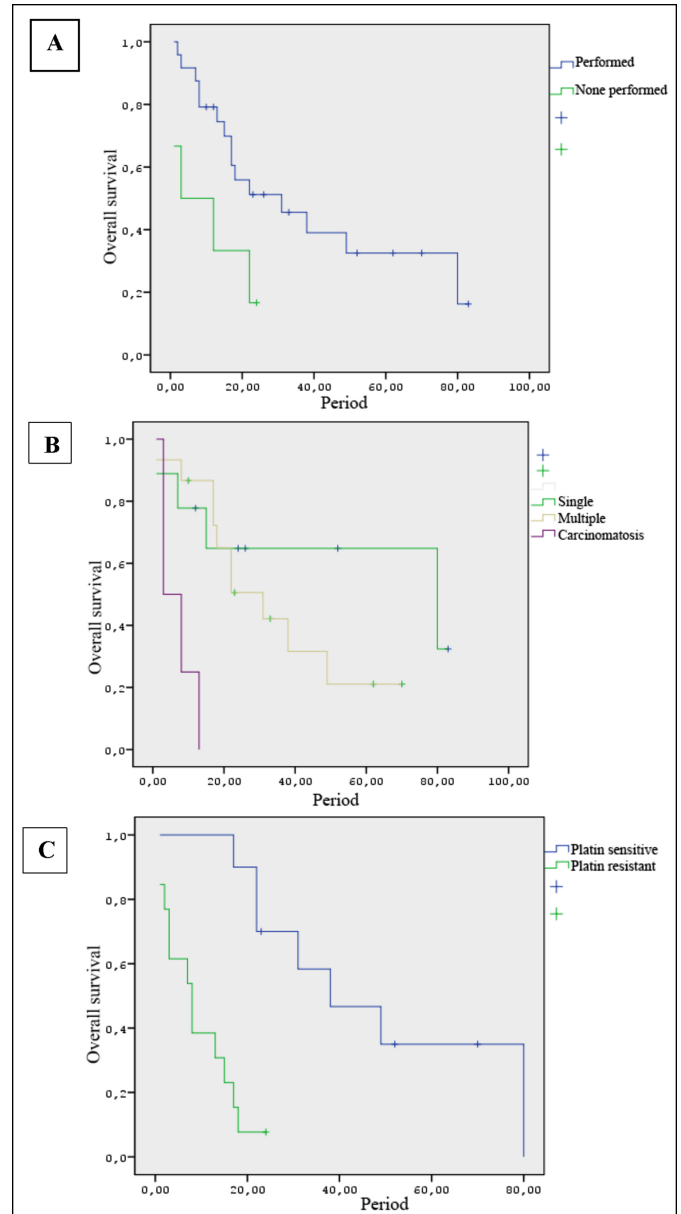 A
Performed
None performed
Overall survival
1,0
0,8
0,6
0,4
0,2
0,0
0,00 20,00 40,00 60,00 80,00 100,00
Period
B
Single
Multiple
Carcinomatosis
Overall survival
1,0
0,8
0,6
0,4
0,2
0,0
0,00 20,00 40,00 60,00 80,00 100,00
Period
C
Platin sensitive
Platin resistant
Overall survival
1,0
0,8
0,6
0,4
0,2
0,0
0,00 20,00 40,00 60,00 80,00
Period